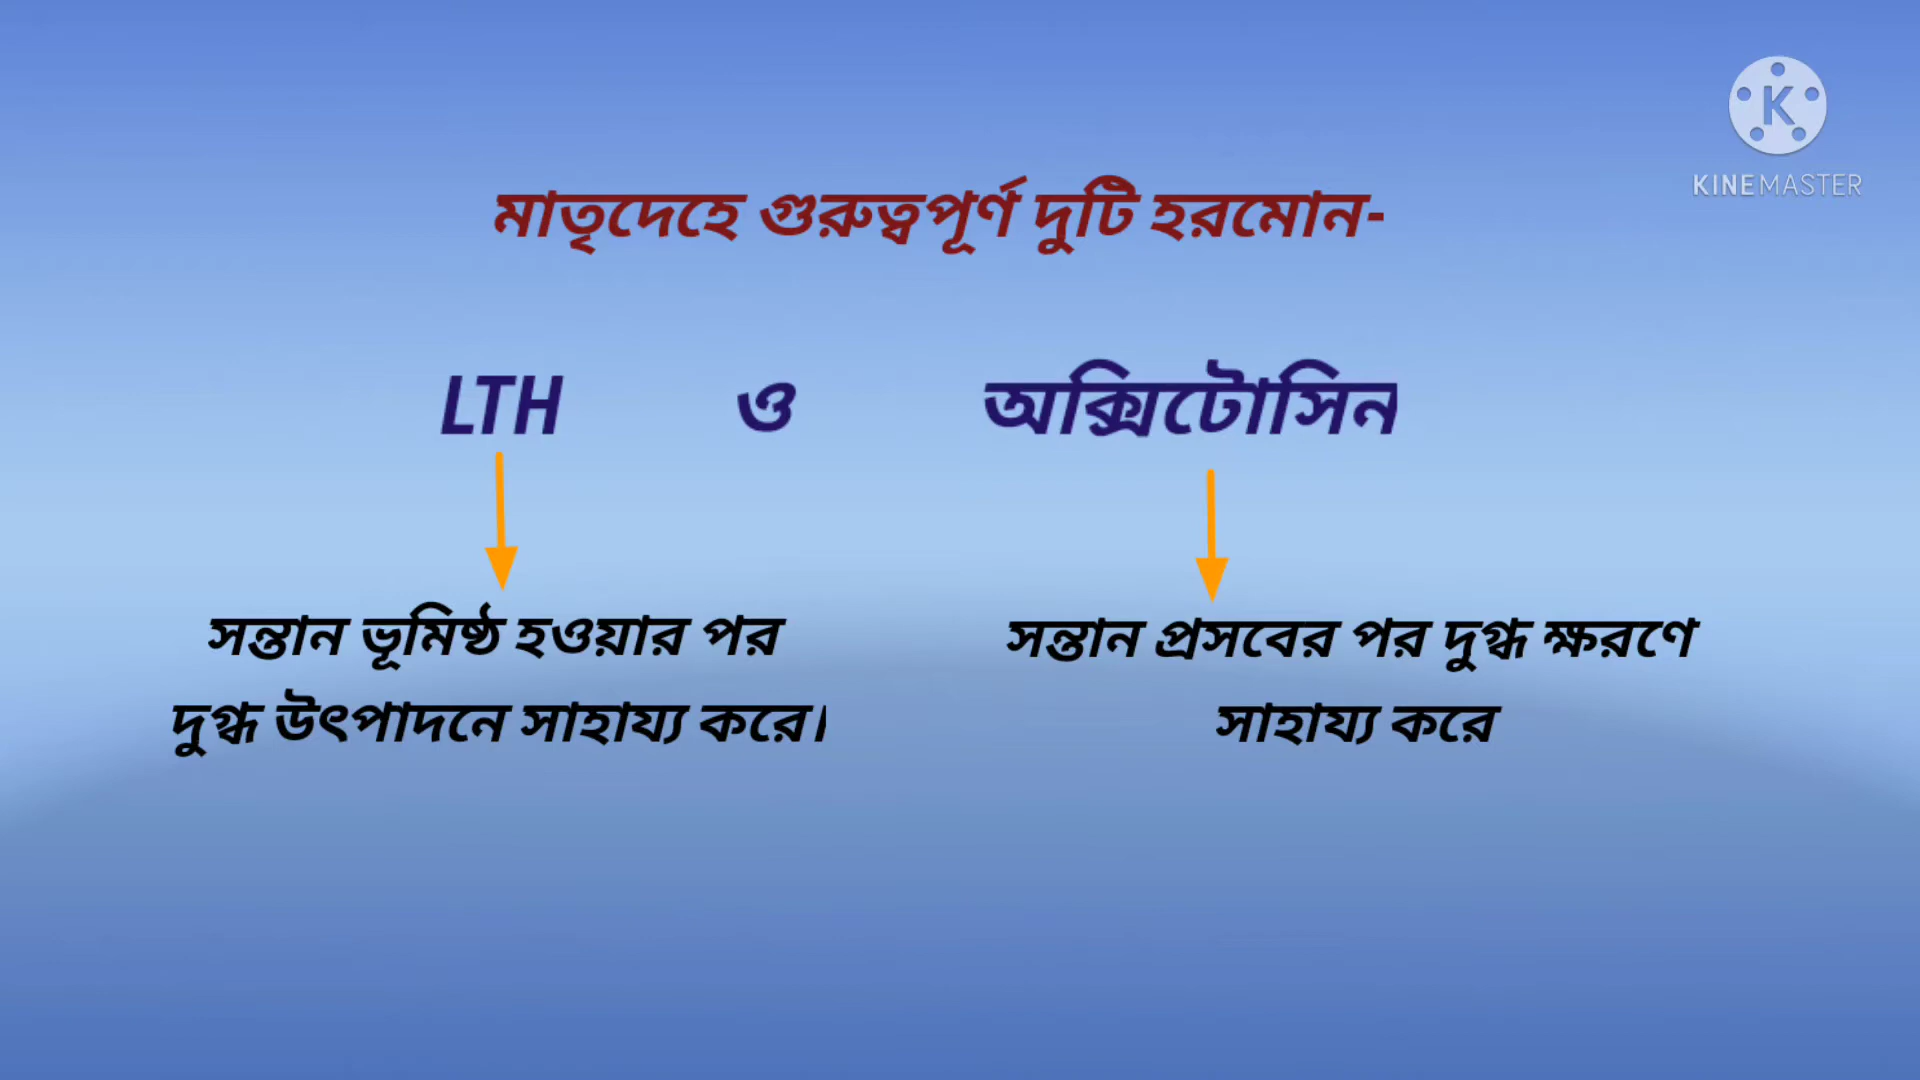 KINEMASTER
মাতৃদেহে গুরুত্বপূর্ণ দুটি হরমোন-
LTH ও অক্সিটোসিন
সন্তান ভূমিষ্ঠ হওয়ার পর
দুগ্ধ উৎপাদনে সাহায্য করে।
সন্তান প্রসবের পর দুগ্ধ ক্ষরণে
সাহায্য করে